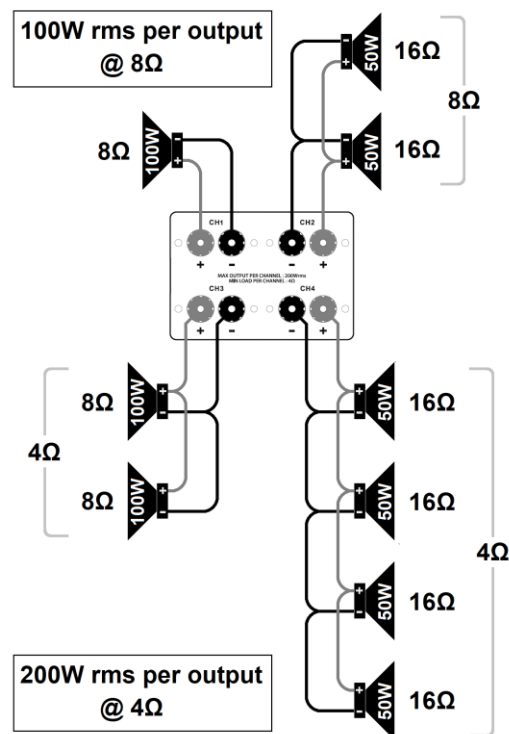 100W rms per output
@ 8Ω
8Ω
100W
-
+
50W
16Ω
-
+
50W
16Ω
-
+
8Ω
CH1
CH2
+
-
-
+
MAX OUTPUT PER CHANNEL : 200Wrms
MIN LOAD PER CHANNEL : 4Ω
CH3
CH4
+
-
-
+
8Ω
100W
+
-
8Ω
100W
+
-
4Ω
+
-
50W
16Ω
+
-
50W
16Ω
+
-
50W
16Ω
+
-
50W
16Ω
4Ω
200W rms per output
@ 4Ω